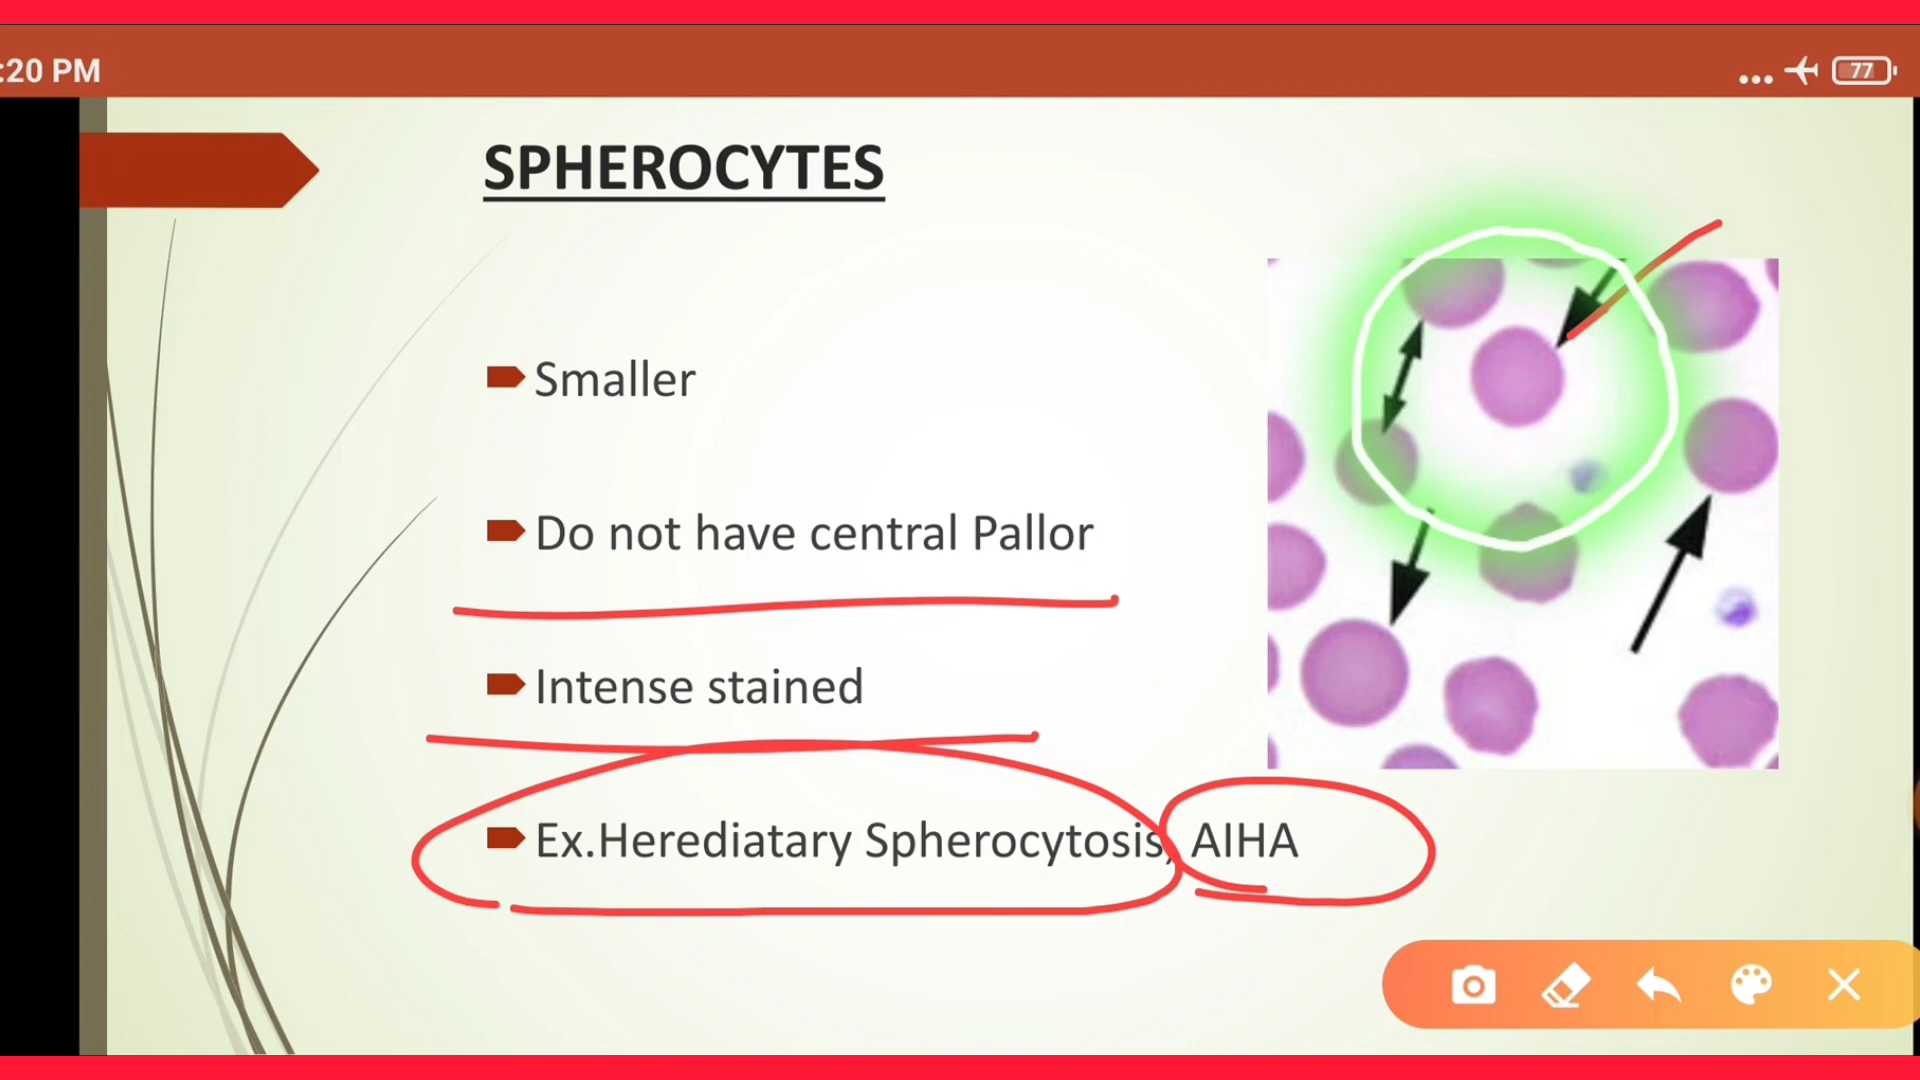 :20 PM
77
SPHEROCYTES
Smaller
Do not have central Pallor
Intense stained
Ex.Herediatary Spherocytosis, AIHA